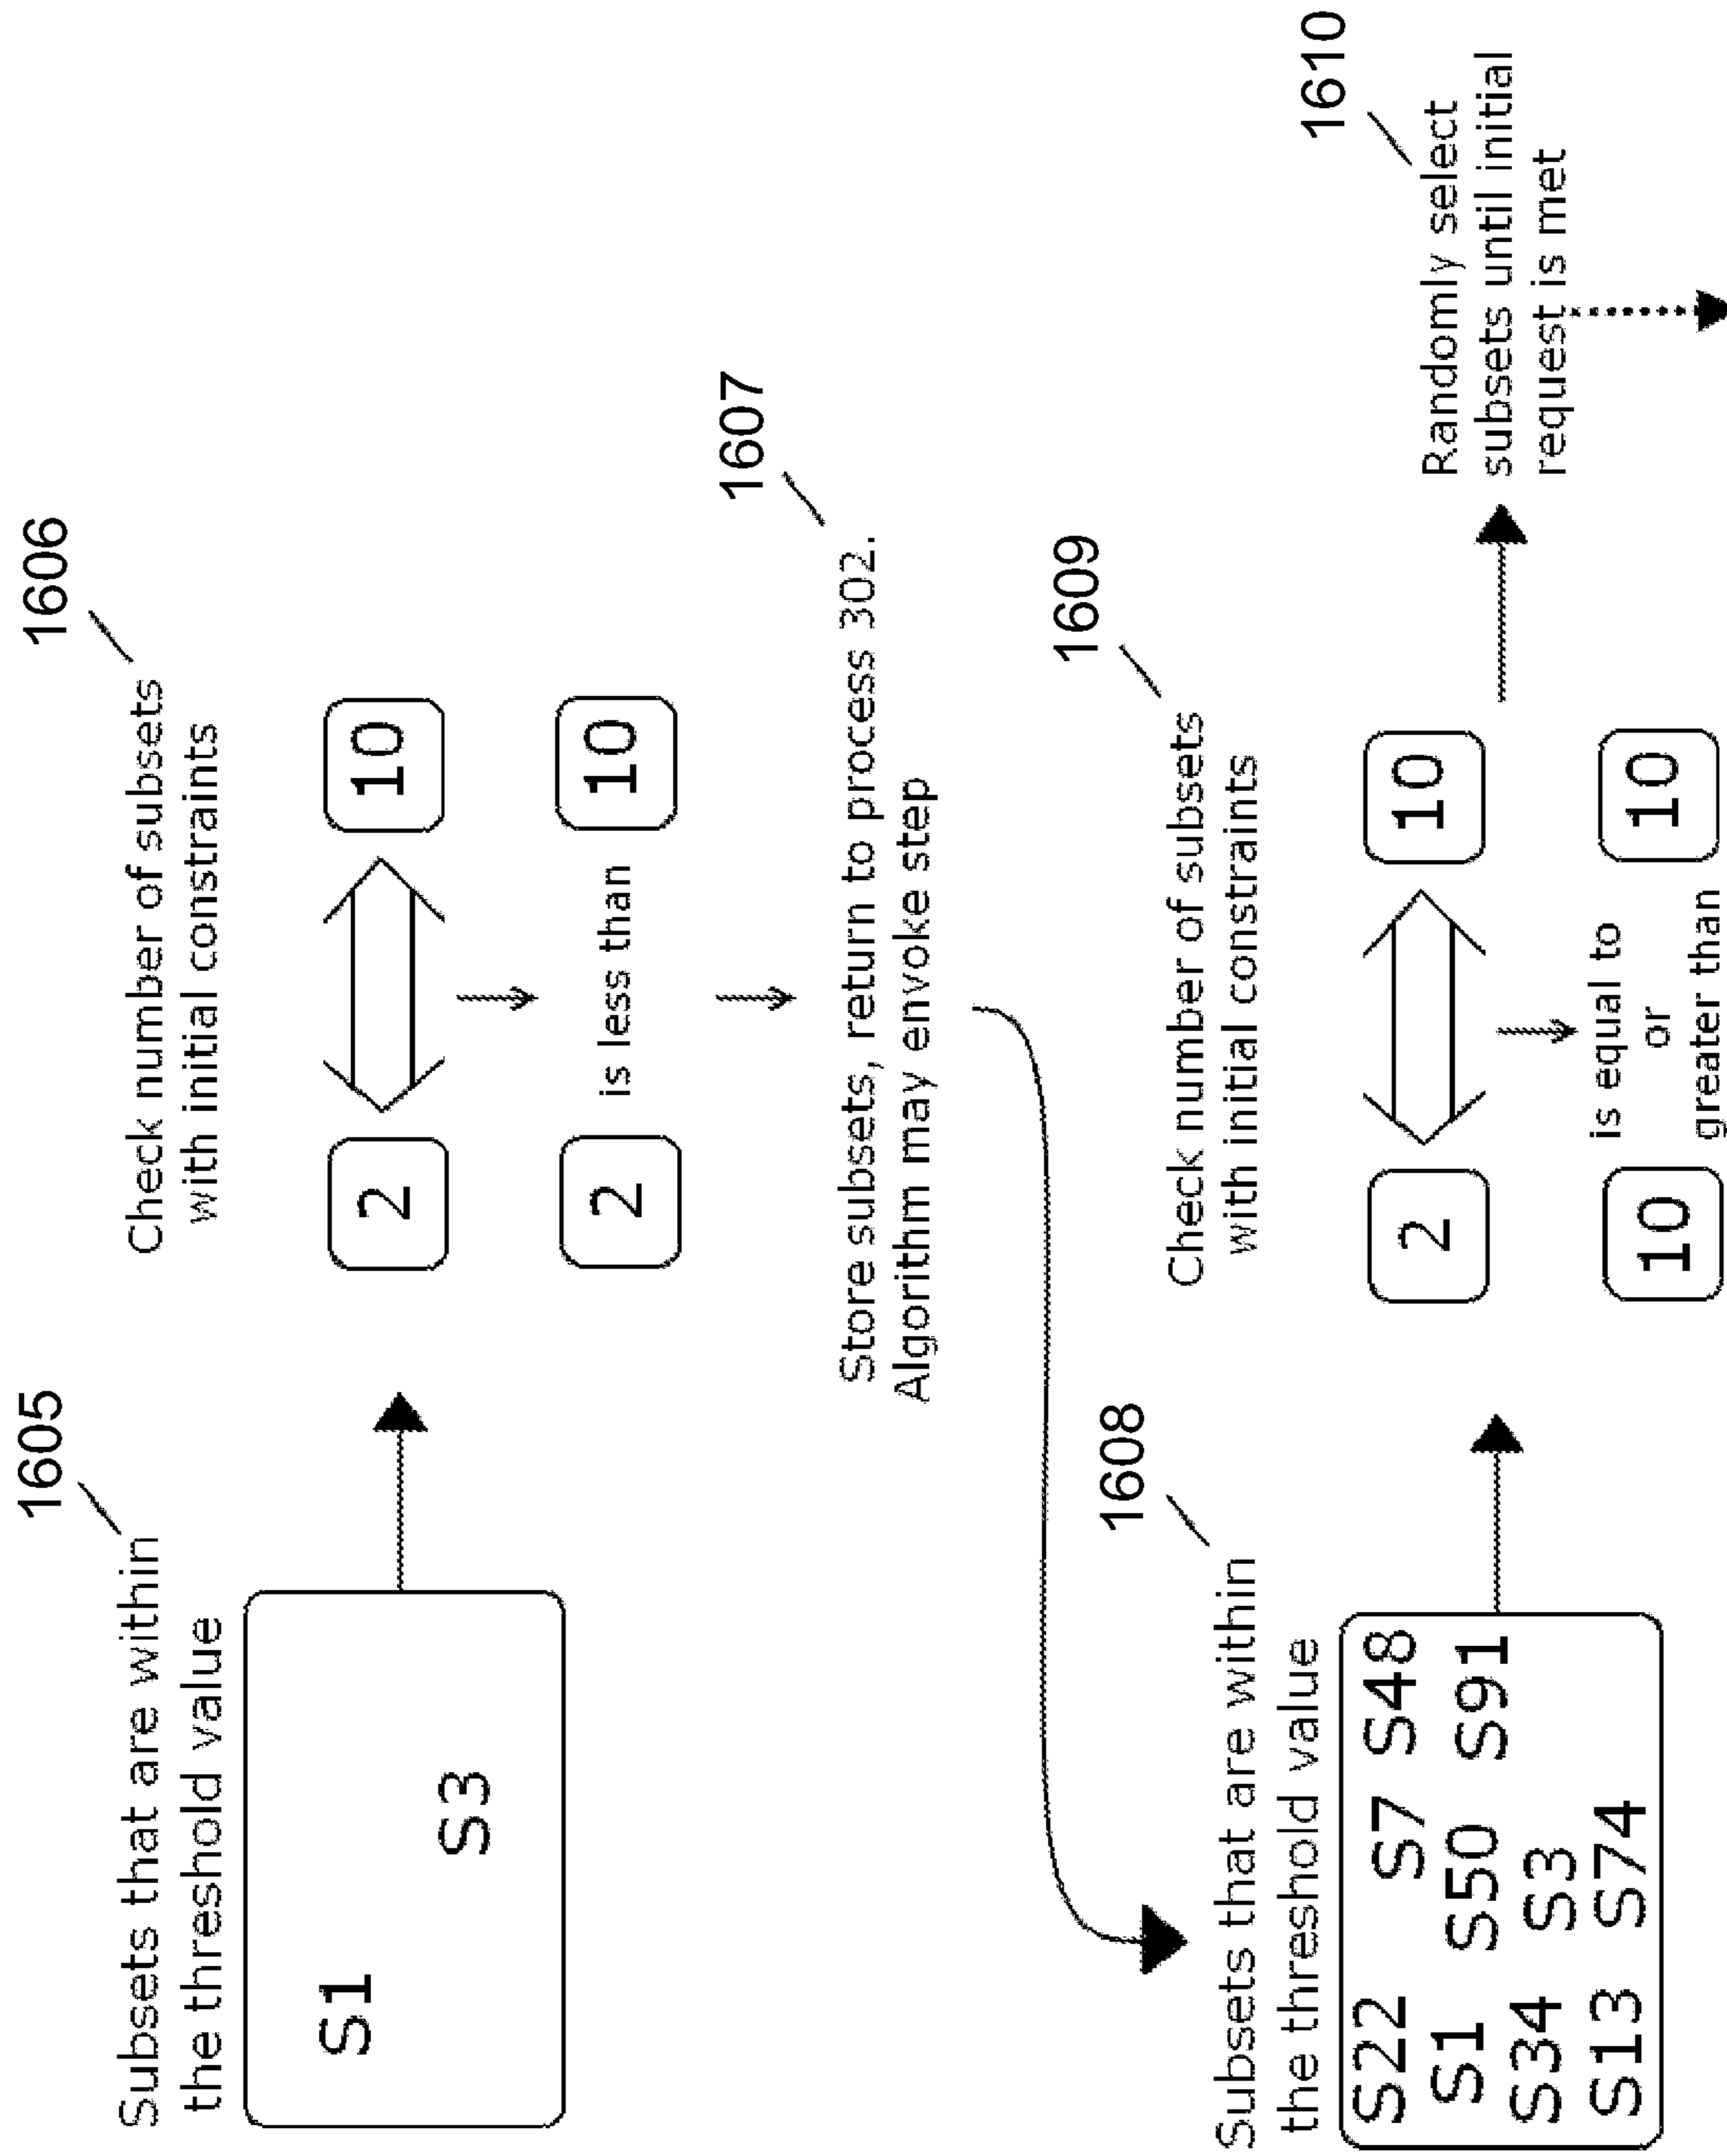 1605
Subsets that are within
the threshold value
S1
S3
1606
Check number of subsets
with initial constraints
2
10
2
is less than
10
1607
Store subsets, return to process 302.
Algorithm may envoke step
1608
Subsets that are within
the threshold value
S22 S7 S48
S1 S50 S91
S34 S3
S13 S74
1609
Check number of subsets
with initial constraints
2
10
10
is equal to
or
greater than
10
1610
Randomly select
subsets until initial
request is met